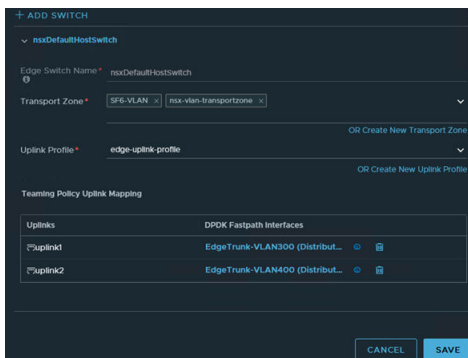 + ADD SWITCH
nsxDefaultHostSwitch
Edge Switch Name* nsxDefaultHostSwitch
Transport Zone* SF6-VLAN × nsx-vlan-transportzone ×
OR Create New Transport Zone
Uplink Profile* edge-uplink-profile
OR Create New Uplink Profile
Teaming Policy Uplink Mapping
Uplinks DPDK Fastpath Interfaces
uplink1 EdgeTrunk-VLAN300 (Distribut...
uplink2 EdgeTrunk-VLAN400 (Distribut...
CANCEL SAVE